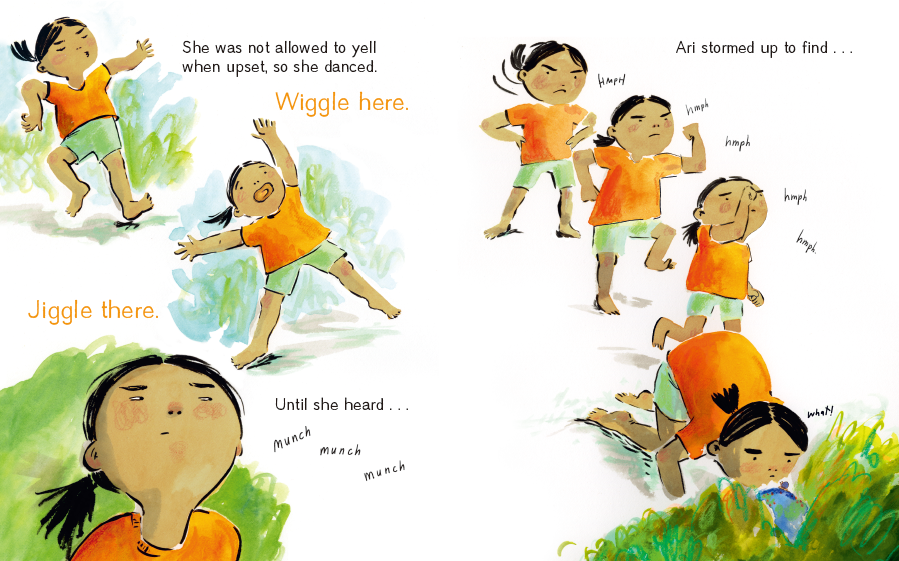 She was not allowed to yell
when upset, so she danced.
Wiggle here.
Jiggle there.
Until she heard . . .
munch
munch
munch
Ari stormed up to find . . .
HMPH
hmph
hmph
hmph
hmph.
what?!